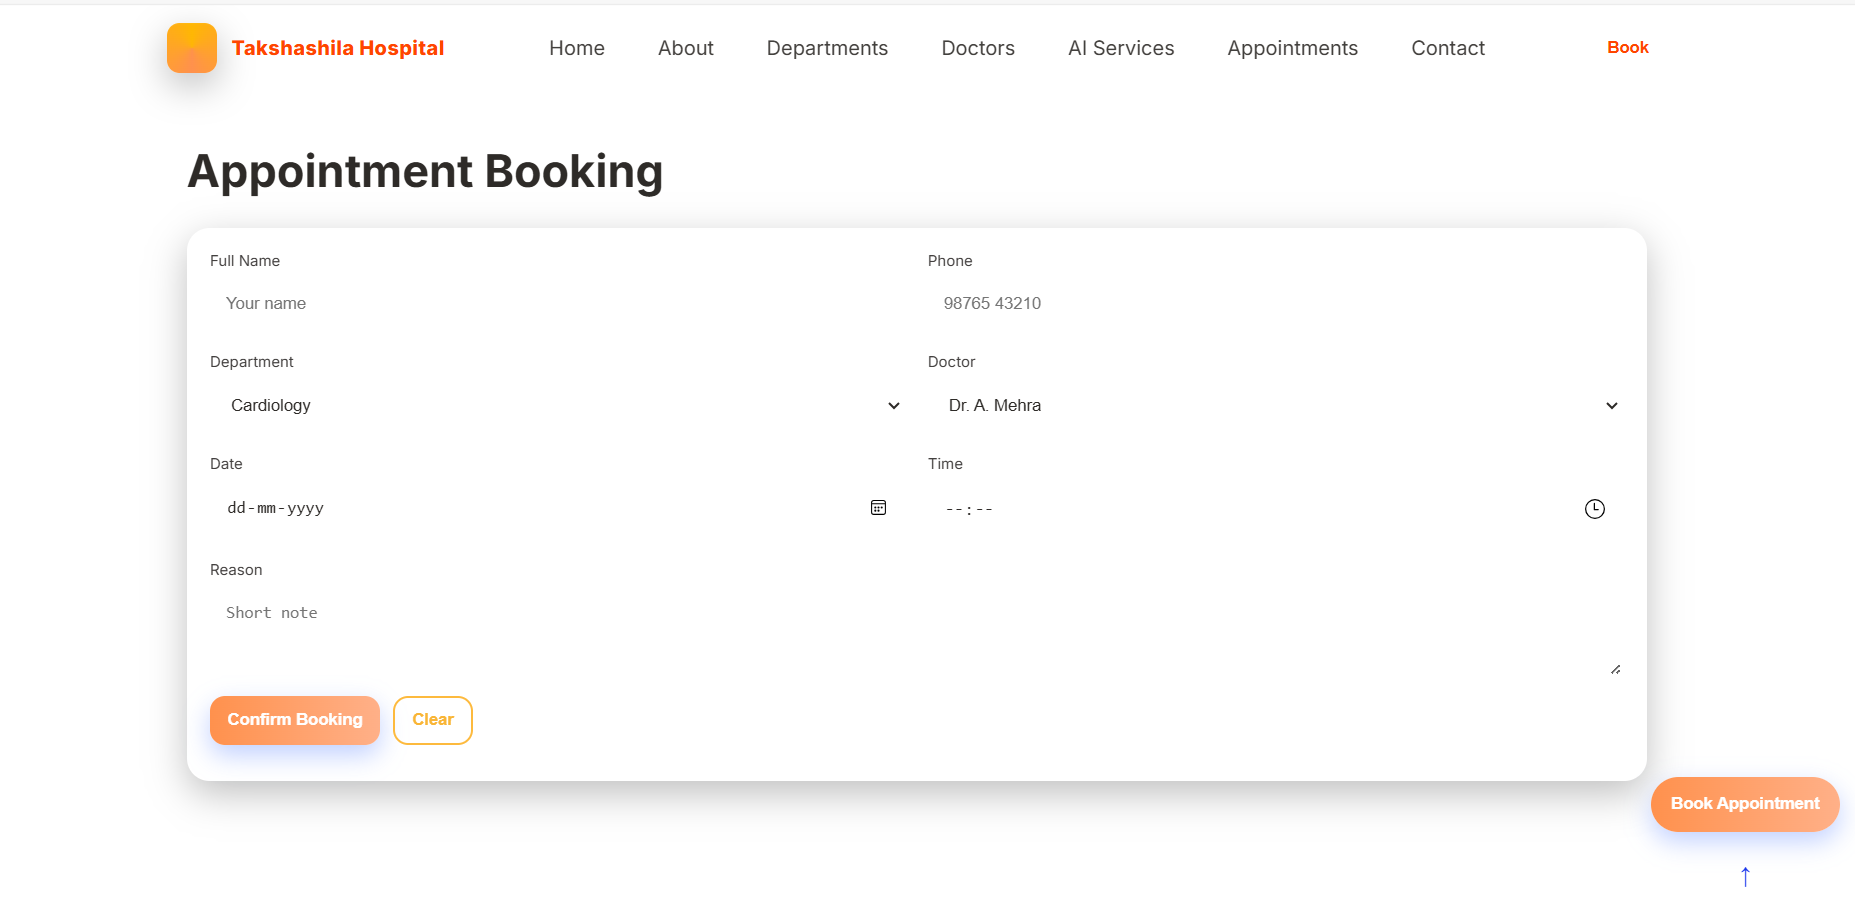 Takshashila Hospital Home About Departments Doctors AI Services Appointments Contact Book
Appointment Booking
Full Name Phone
Your name 98765 43210
Department Doctor
Cardiology Dr. A. Mehra
Date Time
dd-mm-yyyy --:--
Reason
Short note
Confirm Booking Clear
Book Appointment
↑